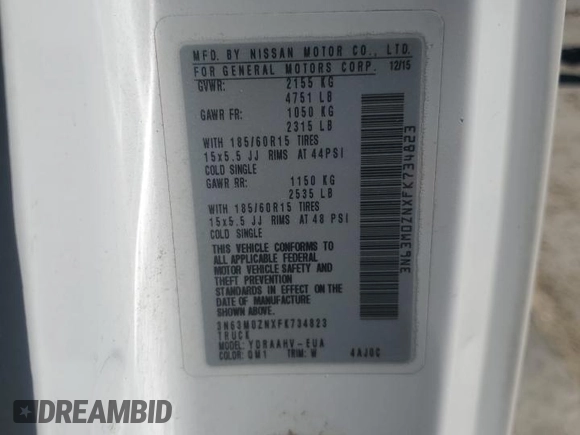 MFD. BY NISSAN MOTOR CO., LTD.
FOR GENERAL MOTORS CORP. 12/15
GVWR: 2155 KG
4751 LB
GAWR FR: 1050 KG
2315 LB
WITH 185/60R15 TIRES
15x5.5 JJ RIMS AT 44PSI
COLD SINGLE
GAWR RR: 1150 KG
2535 LB
WITH 185/60R15 TIRES
15x5.5 JJ RIMS AT 48 PSI
COLD SINGLE
THIS VEHICLE CONFORMS TO
ALL APPLICABLE FEDERAL
MOTOR VEHICLE SAFETY AND
THEFT PREVENTION
STANDARDS IN EFFECT ON THE
DATE OF MANUFACTURE
SHOWN ABOVE.
3N63M0ZNXFK734823
TRUCK
MODEL: YDRAAHV-EUA
COLOR: QM1 TRIM: W 4AJ0C
3N63M0ZNXFK734823
DREAMBID